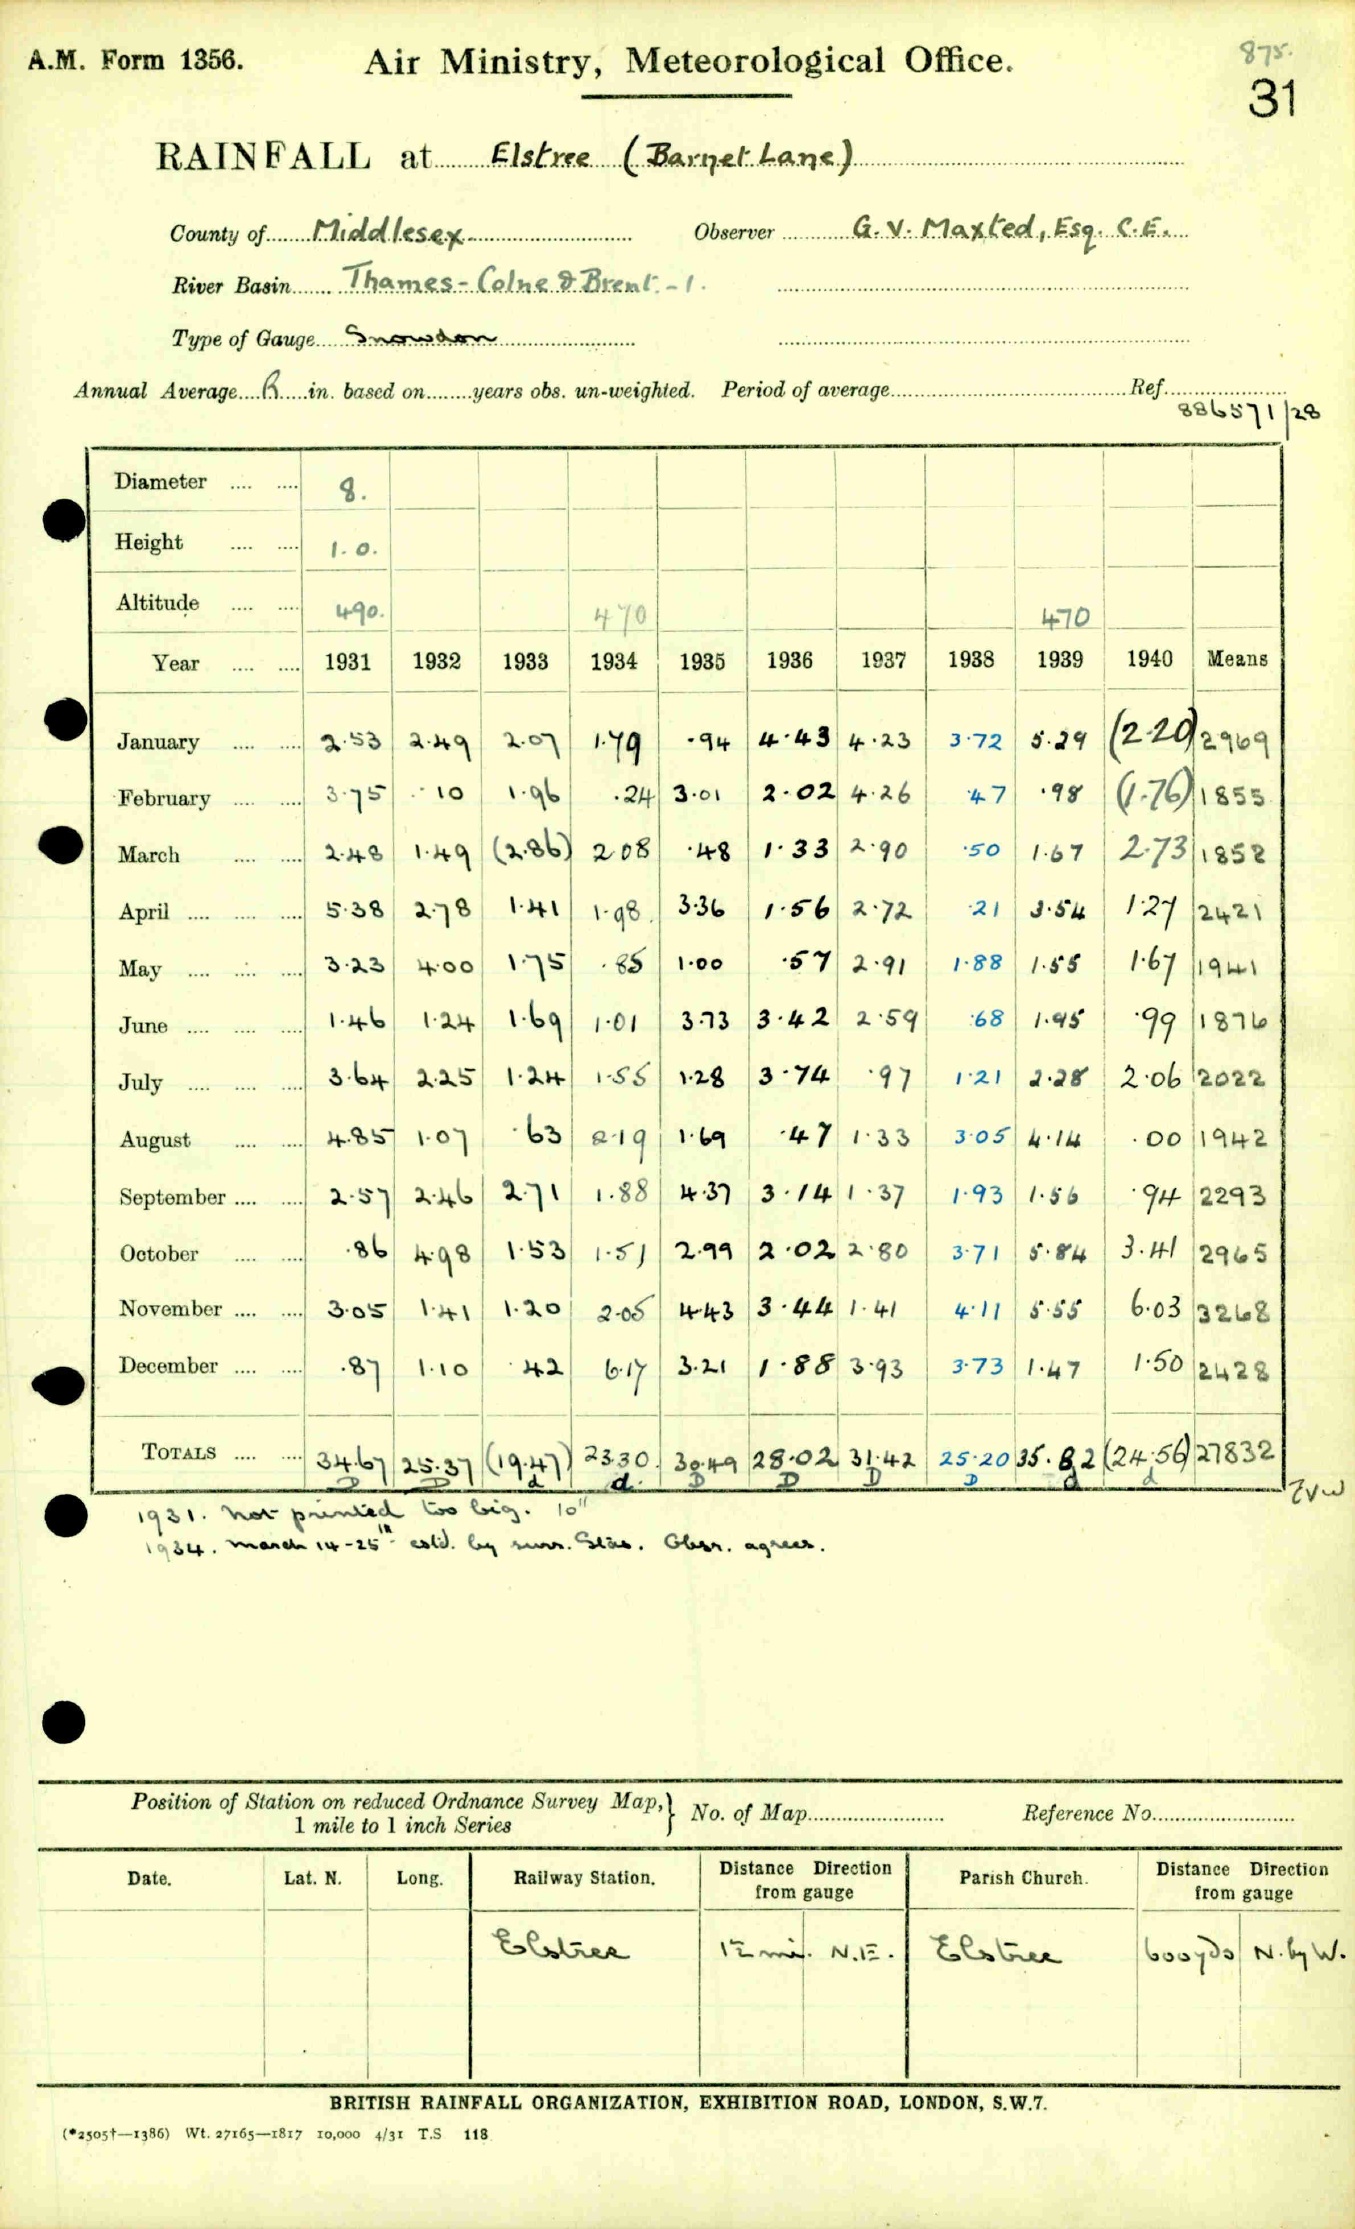 A.M. Form 1356. Air Ministry, Meteorological Office. 875.
31
RAINFALL at Elstree (Barnet Lane)
County of Middlesex Observer G. V. Maxted, Esq. C.E.
River Basin Thames - Colne & Brent - 1.
Type of Gauge Snowdon
Annual Average R in. based on years obs. un-weighted. Period of average Ref.
886571/28
Diameter 8.
Height 1.0.
Altitude 490. 470 470
Year 1931 1932 1933 1934 1935 1936 1937 1938 1939 1940 Means
January 2.53 2.49 2.07 1.79 .94 4.43 4.23 3.72 5.29 (2.20) 2969
February 3.75 .10 1.96 .24 3.01 2.02 4.26 .47 .98 (1.76) 1855
March 2.48 1.49 (2.86) 2.08 .48 1.33 2.90 .50 1.67 2.73 1852
April 5.38 2.78 1.41 1.98 3.36 1.56 2.72 .21 3.54 1.27 2421
May 3.23 4.00 1.75 .85 1.00 .57 2.91 1.88 1.55 1.67 1941
June 1.46 1.24 1.69 1.01 3.73 3.42 2.59 .68 1.95 .99 1876
July 3.64 2.25 1.24 1.55 1.28 3.74 .97 1.21 2.28 2.06 2022
August 4.85 1.07 .63 2.19 1.69 .47 1.33 3.05 4.14 .00 1942
September 2.57 2.46 2.71 1.88 4.37 3.14 1.37 1.93 1.56 .94 2293
October .86 4.98 1.53 1.51 2.99 2.02 2.80 3.71 5.84 3.41 2965
November 3.05 1.41 1.20 2.05 4.43 3.44 1.41 4.11 5.55 6.03 3268
December .87 1.10 .42 6.17 3.21 1.88 3.93 3.73 1.47 1.50 2428
TOTALS 34.67 25.37 (19.47) 23.30 30.49 28.02 31.42 25.20 35.82 (24.56) 27832
D D d d. D D D D d d
1931. Not printed too big. 10"
1934. March 14-25th estd. by surr. Stas. Obsr. agrees.
Position of Station on reduced Ordnance Survey Map,} No. of Map Reference No.
1 mile to 1 inch Series
Date. Lat. N. Long. Railway Station. Distance Direction from gauge Parish Church. Distance Direction from gauge
Elstree 1½ mi. N.E. Elstree 600 yds N. by W.
BRITISH RAINFALL ORGANIZATION, EXHIBITION ROAD, LONDON, S.W.7.
(*2505†—1386) Wt. 27165—1817 10,000 4/31 T.S 118